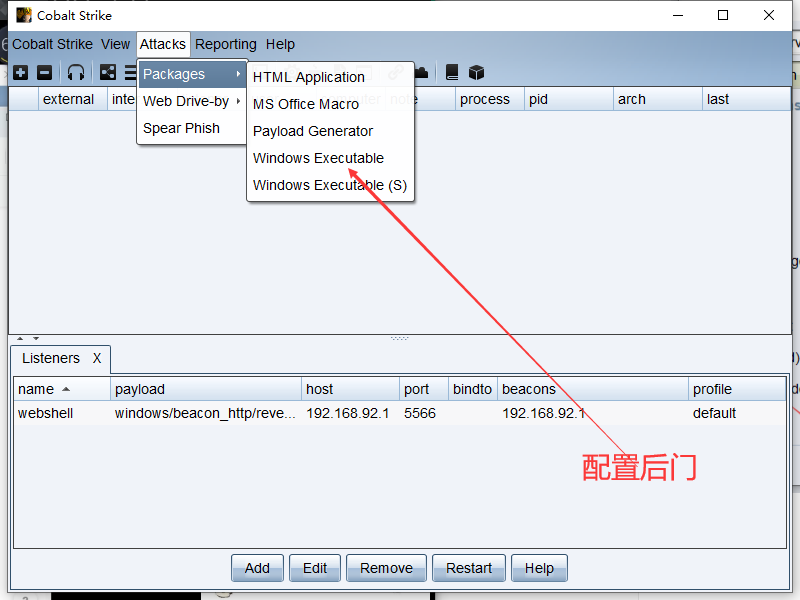 Cobalt Strike
Cobalt Strike View Attacks Reporting Help
Packages
Web Drive-by
Spear Phish
HTML Application
MS Office Macro
Payload Generator
Windows Executable
Windows Executable (S)
external inte note process pid arch last
Listeners X
name payload host port bindto beacons profile
webshell windows/beacon_http/reve... 192.168.92.1 5566 192.168.92.1 default
配置后门
Add Edit Remove Restart Help